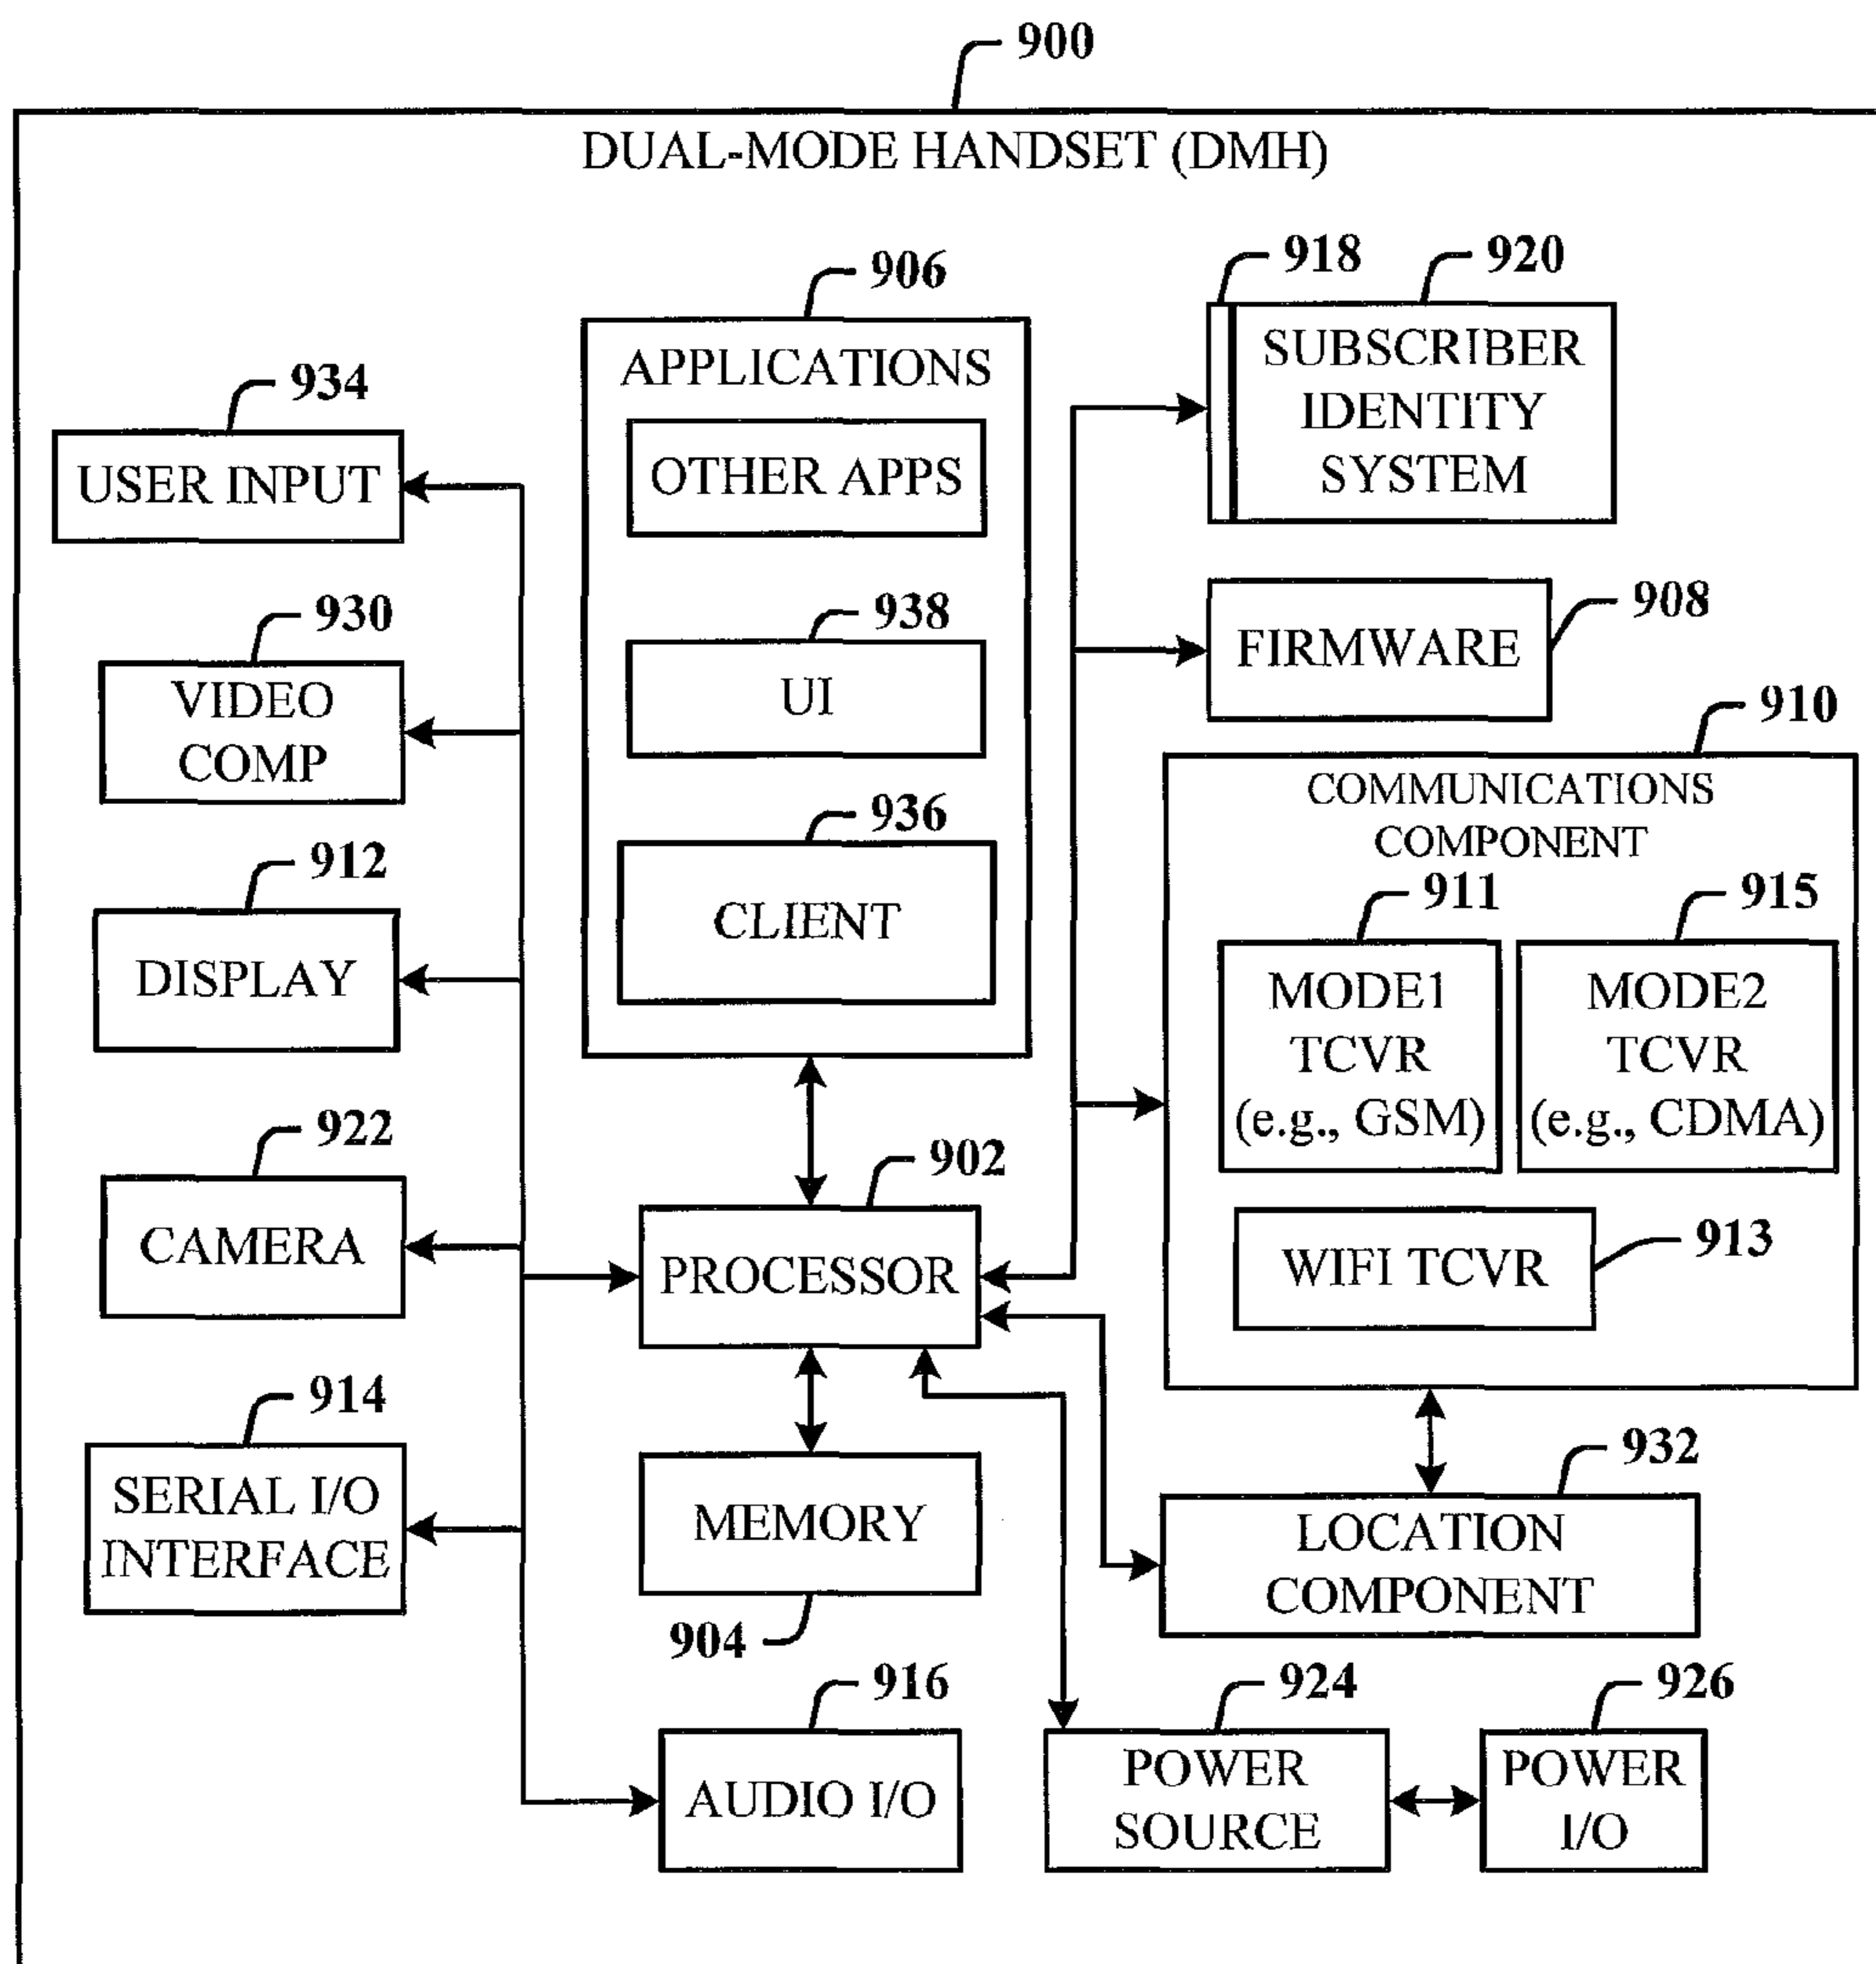 900
DUAL-MODE HANDSET (DMH)
906
918
920
APPLICATIONS
SUBSCRIBER
IDENTITY
SYSTEM
934
USER INPUT
OTHER APPS
930
VIDEO
COMP
938
UI
908
FIRMWARE
910
COMMUNICATIONS
COMPONENT
936
CLIENT
912
DISPLAY
911
915
MODE1
TCVR
(e.g., GSM)
MODE2
TCVR
(e.g., CDMA)
922
CAMERA
902
PROCESSOR
913
WIFI TCVR
914
SERIAL I/O
INTERFACE
MEMORY
904
932
LOCATION
COMPONENT
916
AUDIO I/O
924
POWER
SOURCE
926
POWER
I/O